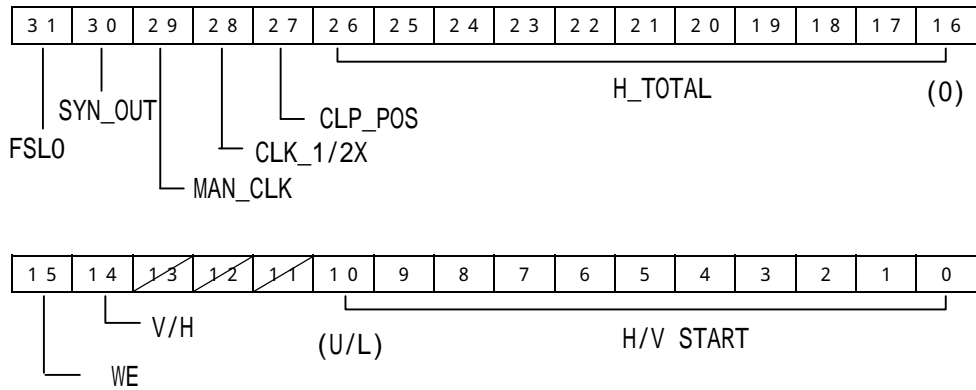 31 30 29 28 27 26 25 24 23 22 21 20 19 18 17 16
H_TOTAL (0)
SYN_OUT
CLP_POS
FSLO
CLK_1/2X
MAN_CLK
15 14 13 12 11 10 9 8 7 6 5 4 3 2 1 0
V/H (U/L) H/V START
WE